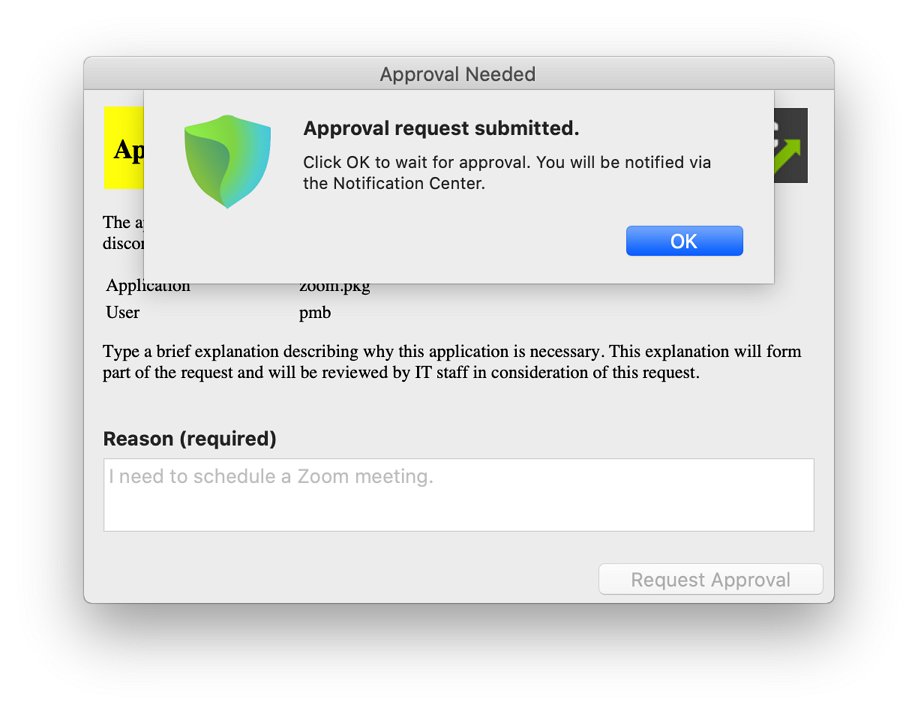 Approval Needed
Approval request submitted.
Click OK to wait for approval. You will be notified via
the Notification Center.
OK
The
Application zoom.pkg
User pmb
Type a brief explanation describing why this application is necessary. This explanation will form
part of the request and will be reviewed by IT staff in consideration of this request.
Reason (required)
I need to schedule a Zoom meeting.
Request Approval